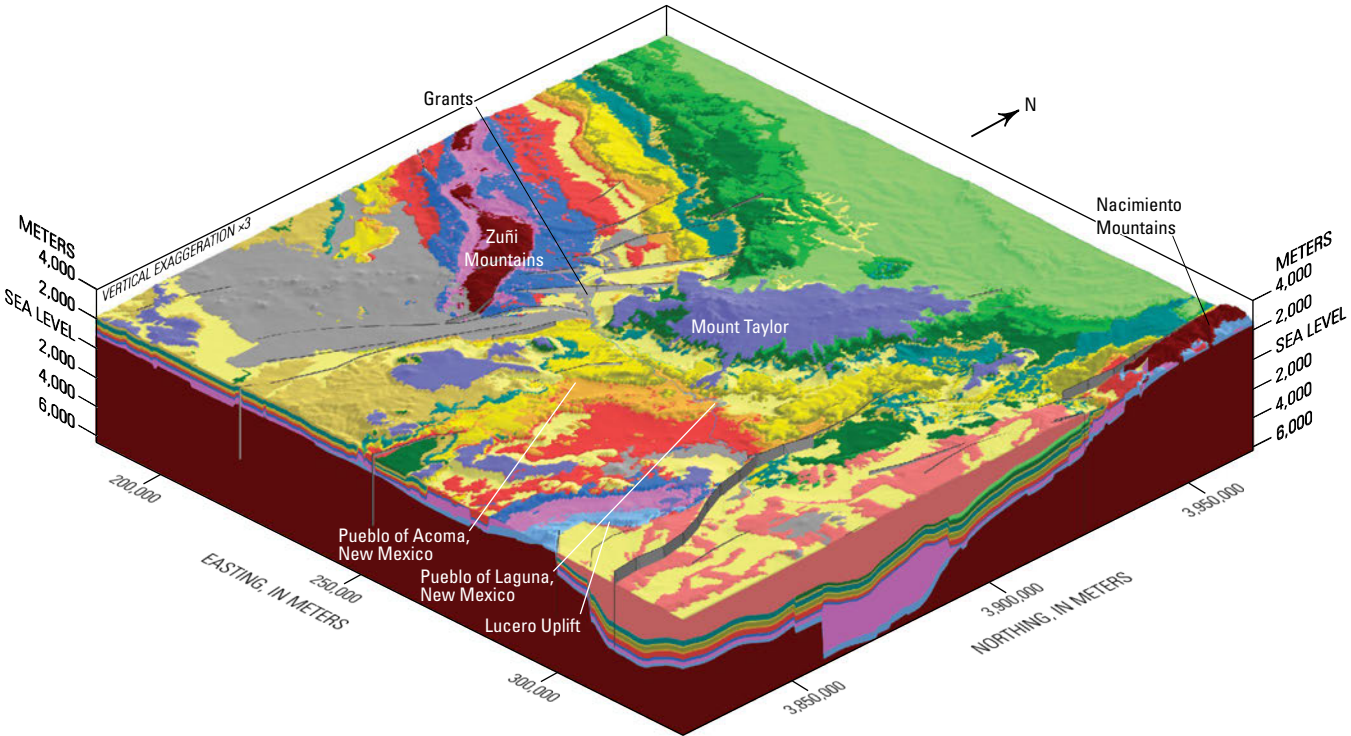 Grants
N
Nacimiento
Mountains
METERS
4,000
2,000
SEA LEVEL
2,000
4,000
6,000
VERTICAL EXAGGERATION ×3
Zuñi
Mountains
Mount Taylor
METERS
4,000
2,000
SEA LEVEL
2,000
4,000
6,000
Pueblo of Acoma,
New Mexico
Pueblo of Laguna,
New Mexico
Lucero Uplift
200,000
250,000
300,000
EASTING, IN METERS
3,850,000
3,900,000
3,950,000
NORTHING, IN METERS